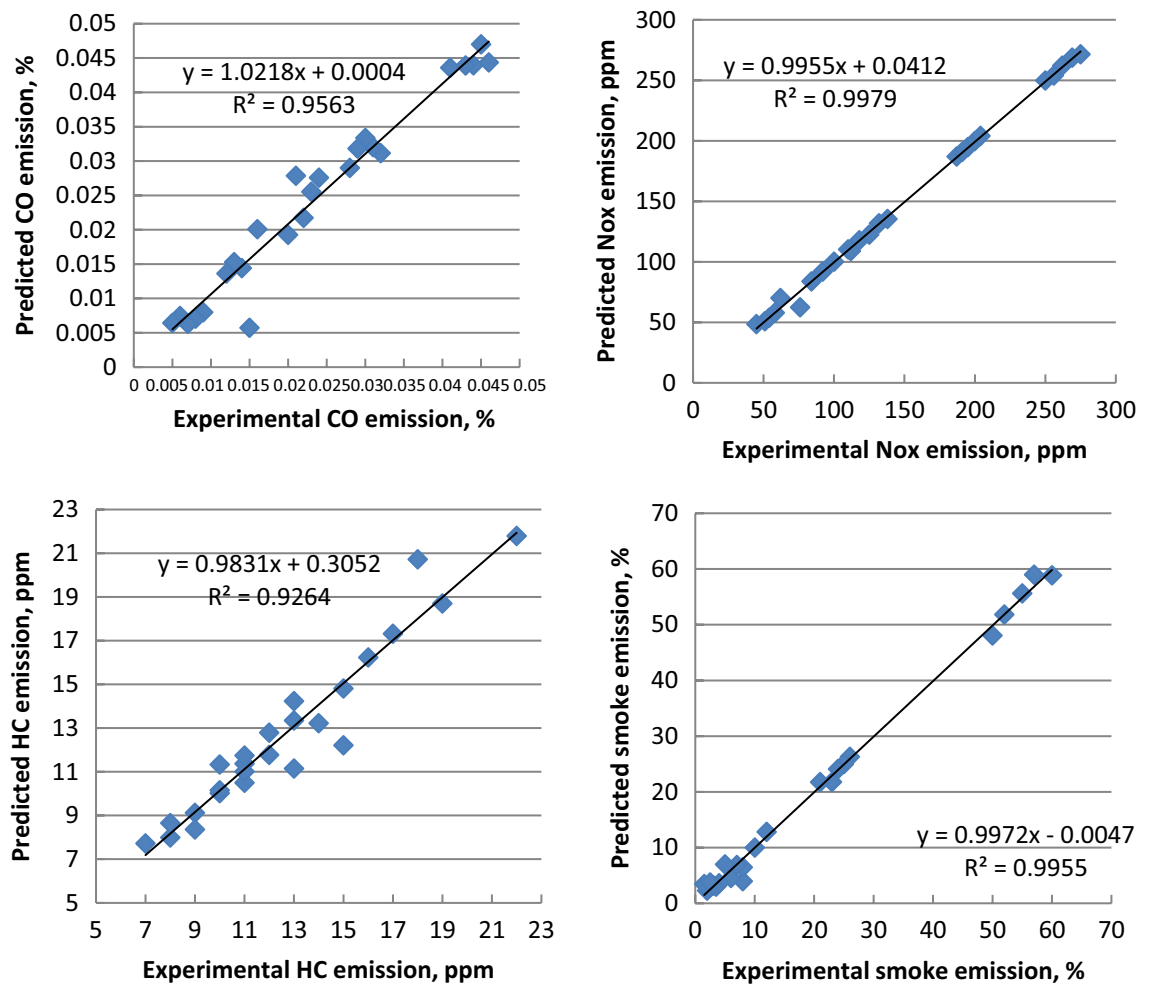 0.05
0.045
0.04
0.035
0.03
0.025
0.02
0.015
0.01
0.005
0
Predicted CO emission, %
y = 1.0218x + 0.0004
R² = 0.9563
0 0.005 0.01 0.015 0.02 0.025 0.03 0.035 0.04 0.045 0.05
Experimental CO emission, %
300
250
200
150
100
50
0
Predicted Nox emission, ppm
y = 0.9955x + 0.0412
R² = 0.9979
0 50 100 150 200 250 300
Experimental Nox emission, ppm
23
21
19
17
15
13
11
9
7
5
Predicted HC emission, ppm
y = 0.9831x + 0.3052
R² = 0.9264
5 7 9 11 13 15 17 19 21 23
Experimental HC emission, ppm
70
60
50
40
30
20
10
0
Predicted smoke emission, %
y = 0.9972x - 0.0047
R² = 0.9955
0 10 20 30 40 50 60 70
Experimental smoke emission, %